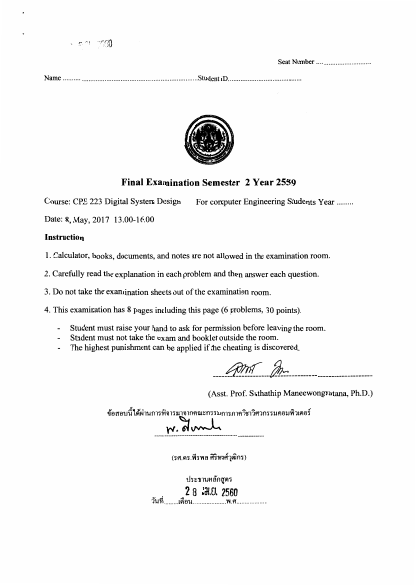 Seat Number ........................
Name ........ ................................................ Student ID................................
Final Examination Semester 2 Year 2559
Course: CPE 223 Digital System Design For computer Engineering Students Year ........
Date: 8, May, 2017 13.00-16.00
Instruction
1. Calculator, books, documents, and notes are not allowed in the examination room.
2. Carefully read the explanation in each problem and then answer each question.
3. Do not take the examination sheets out of the examination room.
4. This examination has 8 pages including this page (6 problems, 30 points).
- Student must raise your hand to ask for permission before leaving the room.
- Student must not take the exam and booklet outside the room.
- The highest punishment can be applied if the cheating is discovered.
(Asst. Prof. Sathathip Maneewongvatana, Ph.D.)
ข้อสอบนี้ได้ผ่านการพิจารณาจากคณะกรรมการภาควิชาวิศวกรรมคอมพิวเตอร์
(รศ.ดร.พีรพล ศิริพงศ์วุฒิกร)
ประธานหลักสูตร
28 เม.ย. 2560
วันที่.......เดือน....................พ.ศ..................